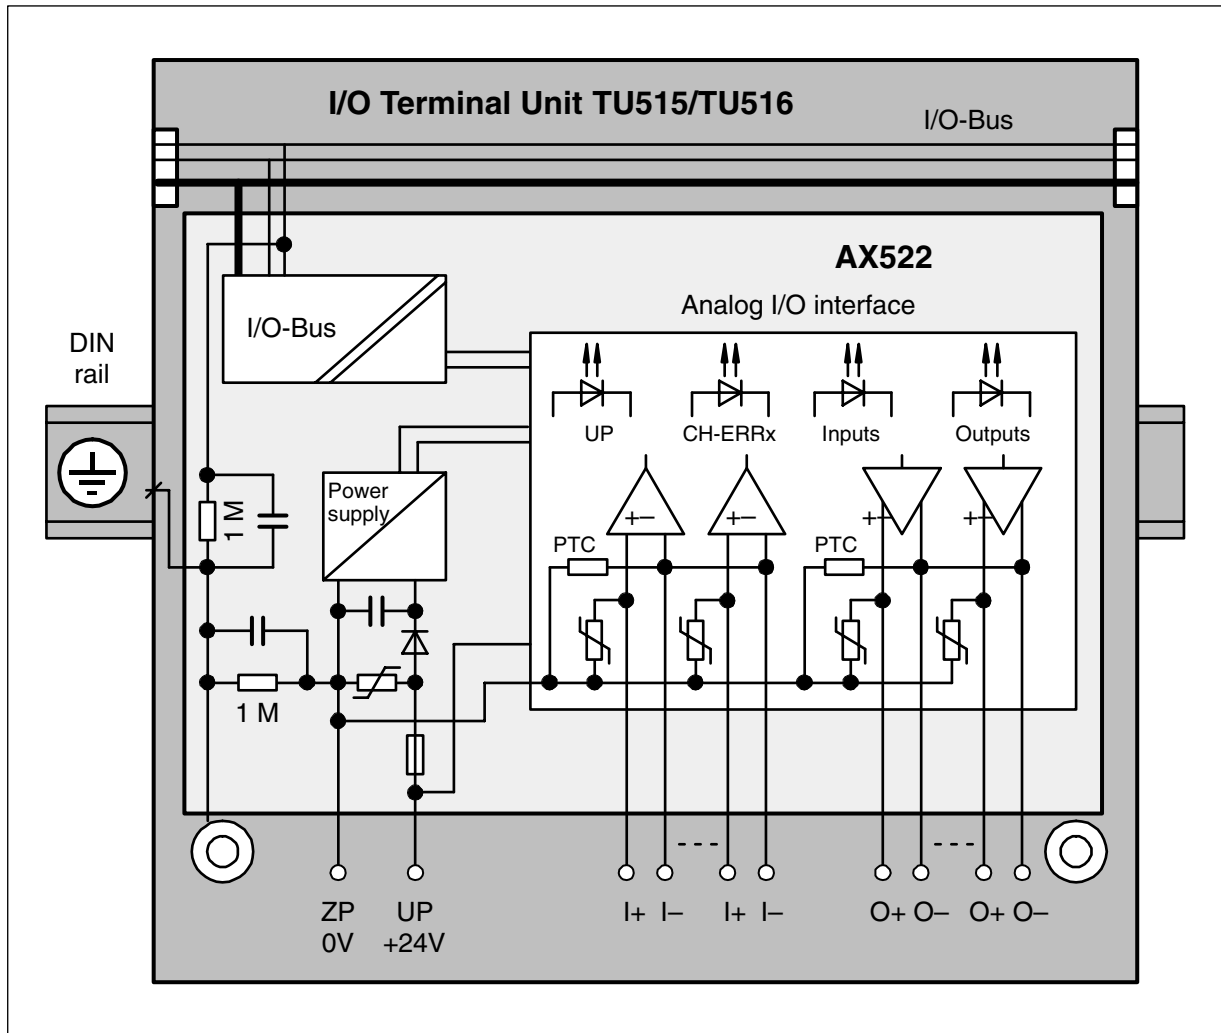 I/O Terminal Unit TU515/TU516
I/O-Bus
AX522
Analog I/O interface
I/O-Bus
DIN
rail
UP
CH-ERRx
Inputs
Outputs
Power
supply
1 M
+−
+−
+−
+−
PTC
PTC
1 M
ZP
0V
UP
+24V
I+ I–
- - - -
I+ I–
O+ O–
- - - -
O+ O–